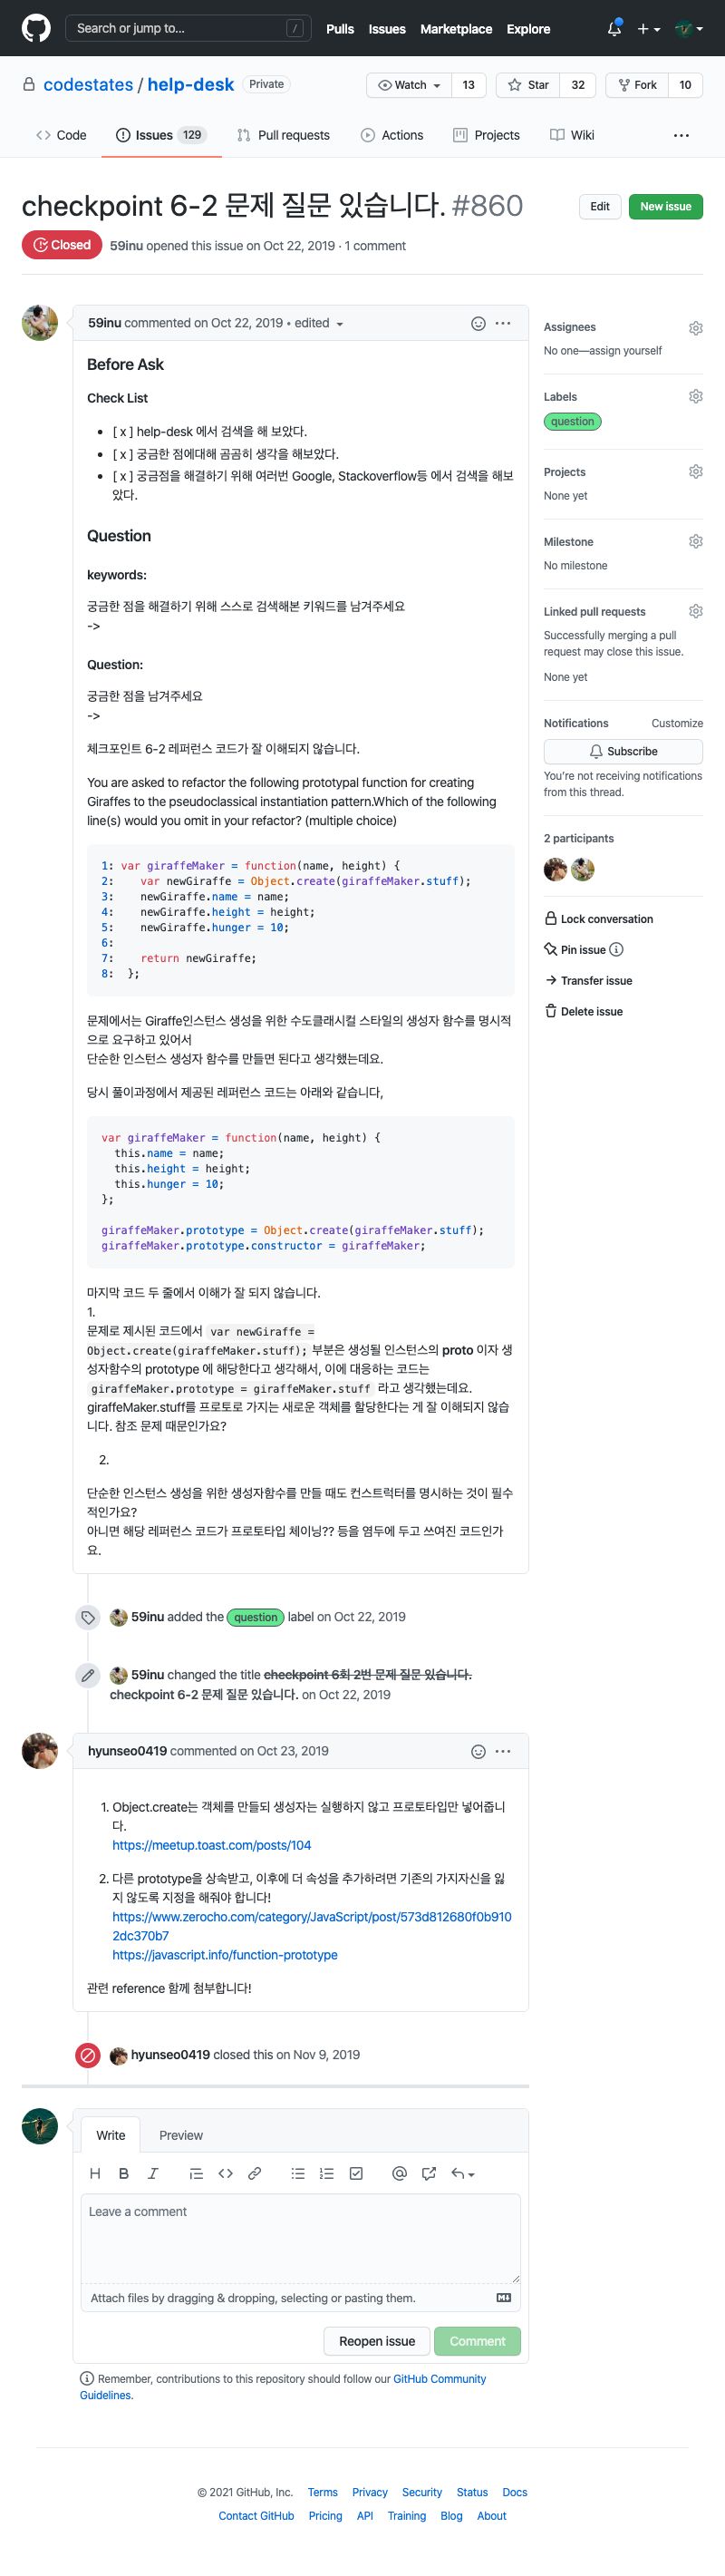 Search or jump to...
/
Pulls Issues Marketplace Explore
codestates / help-desk Private
Watch 13 Star 32 Fork 10
Code Issues 129 Pull requests Actions Projects Wiki ...
checkpoint 6-2 문제 질문 있습니다. #860
Edit New issue
Closed 59inu opened this issue on Oct 22, 2019 · 1 comment
59inu commented on Oct 22, 2019 • edited
Before Ask
Check List
• [ x ] help-desk 에서 검색을 해 보았다.
• [ x ] 궁금한 점에대해 곰곰히 생각을 해보았다.
• [ x ] 궁금점을 해결하기 위해 여러번 Google, Stackoverflow등 에서 검색을 해보
았다.
Question
keywords:
궁금한 점을 해결하기 위해 스스로 검색해본 키워드를 남겨주세요
->
Question:
궁금한 점을 남겨주세요
->
체크포인트 6-2 레퍼런스 코드가 잘 이해되지 않습니다.
You are asked to refactor the following prototypal function for creating
Giraffes to the pseudoclassical instantiation pattern.Which of the following
line(s) would you omit in your refactor? (multiple choice)
1: var giraffeMaker = function(name, height) {
2:    var newGiraffe = Object.create(giraffeMaker.stuff);
3:    newGiraffe.name = name;
4:    newGiraffe.height = height;
5:    newGiraffe.hunger = 10;
6:
7:    return newGiraffe;
8:  };
문제에서는 Giraffe인스턴스 생성을 위한 수도클래시컬 스타일의 생성자 함수를 명시적
으로 요구하고 있어서
단순한 인스턴스 생성자 함수를 만들면 된다고 생각했는데요.
당시 풀이과정에서 제공된 레퍼런스 코드는 아래와 같습니다,
var giraffeMaker = function(name, height) {
  this.name = name;
  this.height = height;
  this.hunger = 10;
};
giraffeMaker.prototype = Object.create(giraffeMaker.stuff);
giraffeMaker.prototype.constructor = giraffeMaker;
마지막 코드 두 줄에서 이해가 잘 되지 않습니다.
1.
문제로 제시된 코드에서 var newGiraffe =
Object.create(giraffeMaker.stuff); 부분은 생성될 인스턴스의 proto 이자 생
성자함수의 prototype 에 해당한다고 생각해서, 이에 대응하는 코드는
giraffeMaker.prototype = giraffeMaker.stuff 라고 생각했는데요.
giraffeMaker.stuff를 프로토로 가지는 새로운 객체를 할당한다는 게 잘 이해되지 않습
니다. 참조 문제 때문인가요?
2.
단순한 인스턴스 생성을 위한 생성자함수를 만들 때도 컨스트럭터를 명시하는 것이 필수
적인가요?
아니면 해당 레퍼런스 코드가 프로토타입 체이닝?? 등을 염두에 두고 쓰여진 코드인가
요.
59inu added the question label on Oct 22, 2019
59inu changed the title checkpoint 6회 2번 문제 질문 있습니다.
checkpoint 6-2 문제 질문 있습니다. on Oct 22, 2019
hyunseo0419 commented on Oct 23, 2019
1. Object.create는 객체를 만들되 생성자는 실행하지 않고 프로토타입만 넣어줍니
다.
https://meetup.toast.com/posts/104
2. 다른 prototype을 상속받고, 이후에 더 속성을 추가하려면 기존의 가지자신을 잃
지 않도록 지정을 해줘야 합니다!
https://www.zerocho.com/category/JavaScript/post/573d812680f0b910
2dc370b7
https://javascript.info/function-prototype
관련 reference 함께 첨부합니다!
hyunseo0419 closed this on Nov 9, 2019
Write Preview
Leave a comment
Attach files by dragging & dropping, selecting or pasting them.
Reopen issue Comment
Remember, contributions to this repository should follow our GitHub Community
Guidelines.
Assignees
No one—assign yourself
Labels
question
Projects
None yet
Milestone
No milestone
Linked pull requests
Successfully merging a pull
request may close this issue.
None yet
Notifications Customize
Subscribe
You're not receiving notifications
from this thread.
2 participants
Lock conversation
Pin issue
Transfer issue
Delete issue
© 2021 GitHub, Inc. Terms Privacy Security Status Docs
Contact GitHub Pricing API Training Blog About